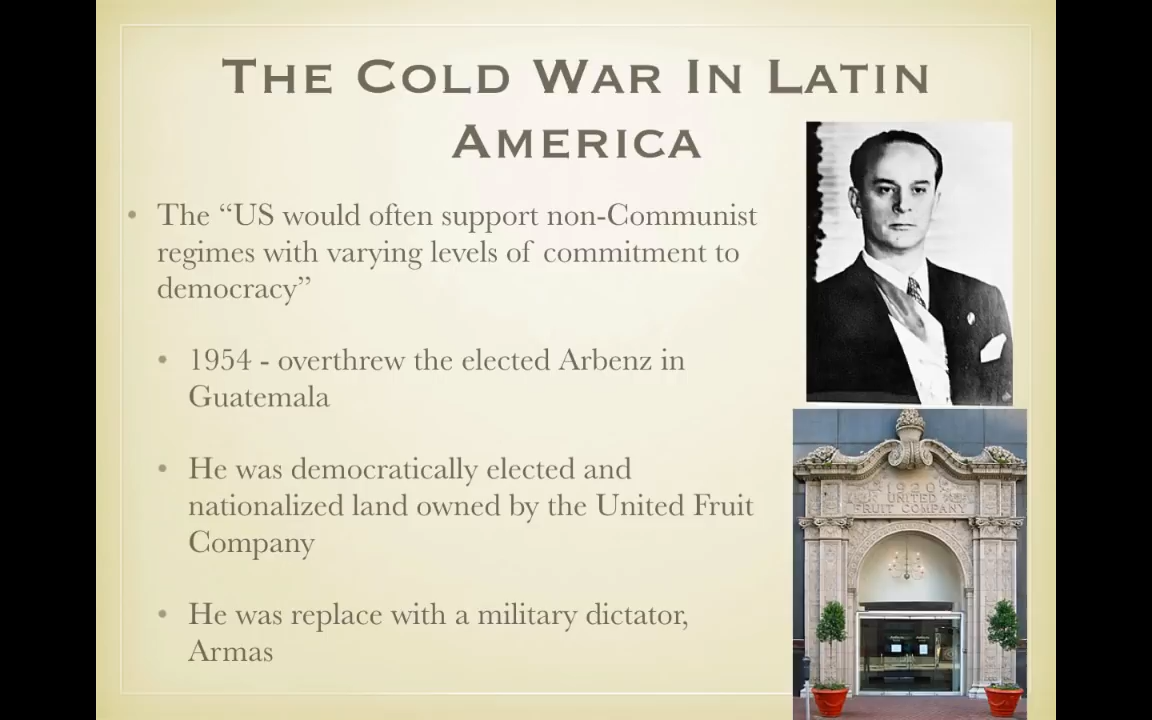 The Cold War In Latin
America
• The “US would often support non-Communist
regimes with varying levels of commitment to
democracy”
• 1954 - overthrew the elected Arbenz in
Guatemala
• He was democratically elected and
nationalized land owned by the United Fruit
Company
• He was replace with a military dictator,
Armas
1920
UNITED
FRUIT COMPANY